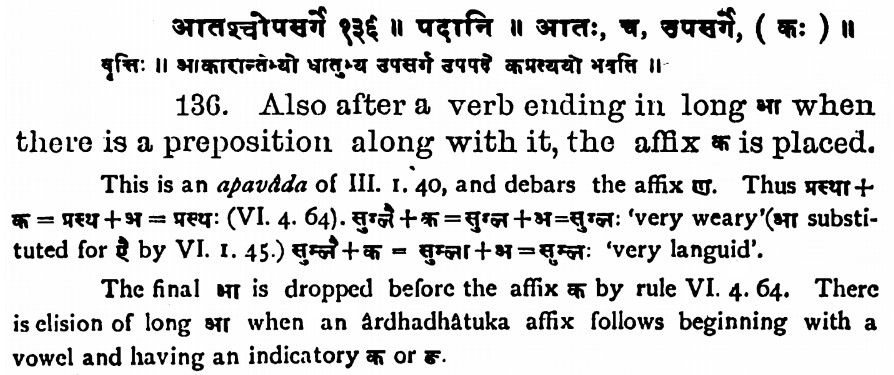 आतश्चोपसर्गे १३६ ॥ पदानि ॥ आतः, च, उपसर्गे, ( कः ) ॥
वृत्तिः ॥ आकारान्तेभ्यो धातुभ्य उपसर्ग उपपदे कप्रत्ययो भवति ॥
136. Also after a verb ending in long आ when
there is a preposition along with it, the affix क is placed.
This is an apavâda of III. 1. 40, and debars the affix ण. Thus प्रस्था +
क = प्रस्थ + अ = प्रस्थः (VI. 4. 64). सुग्लै + क = सुग्ल + अ = सुग्लः 'very weary' (आ substi-
tuted for ऐ by VI. 1. 45.) सुम्लै + क = सुम्ला + अ = सुम्लः 'very languid'.
The final आ is dropped before the affix क by rule VI. 4. 64. There
is elision of long आ when an ârdhadhâtuka affix follows beginning with a
vowel and having an indicatory क or ङ.